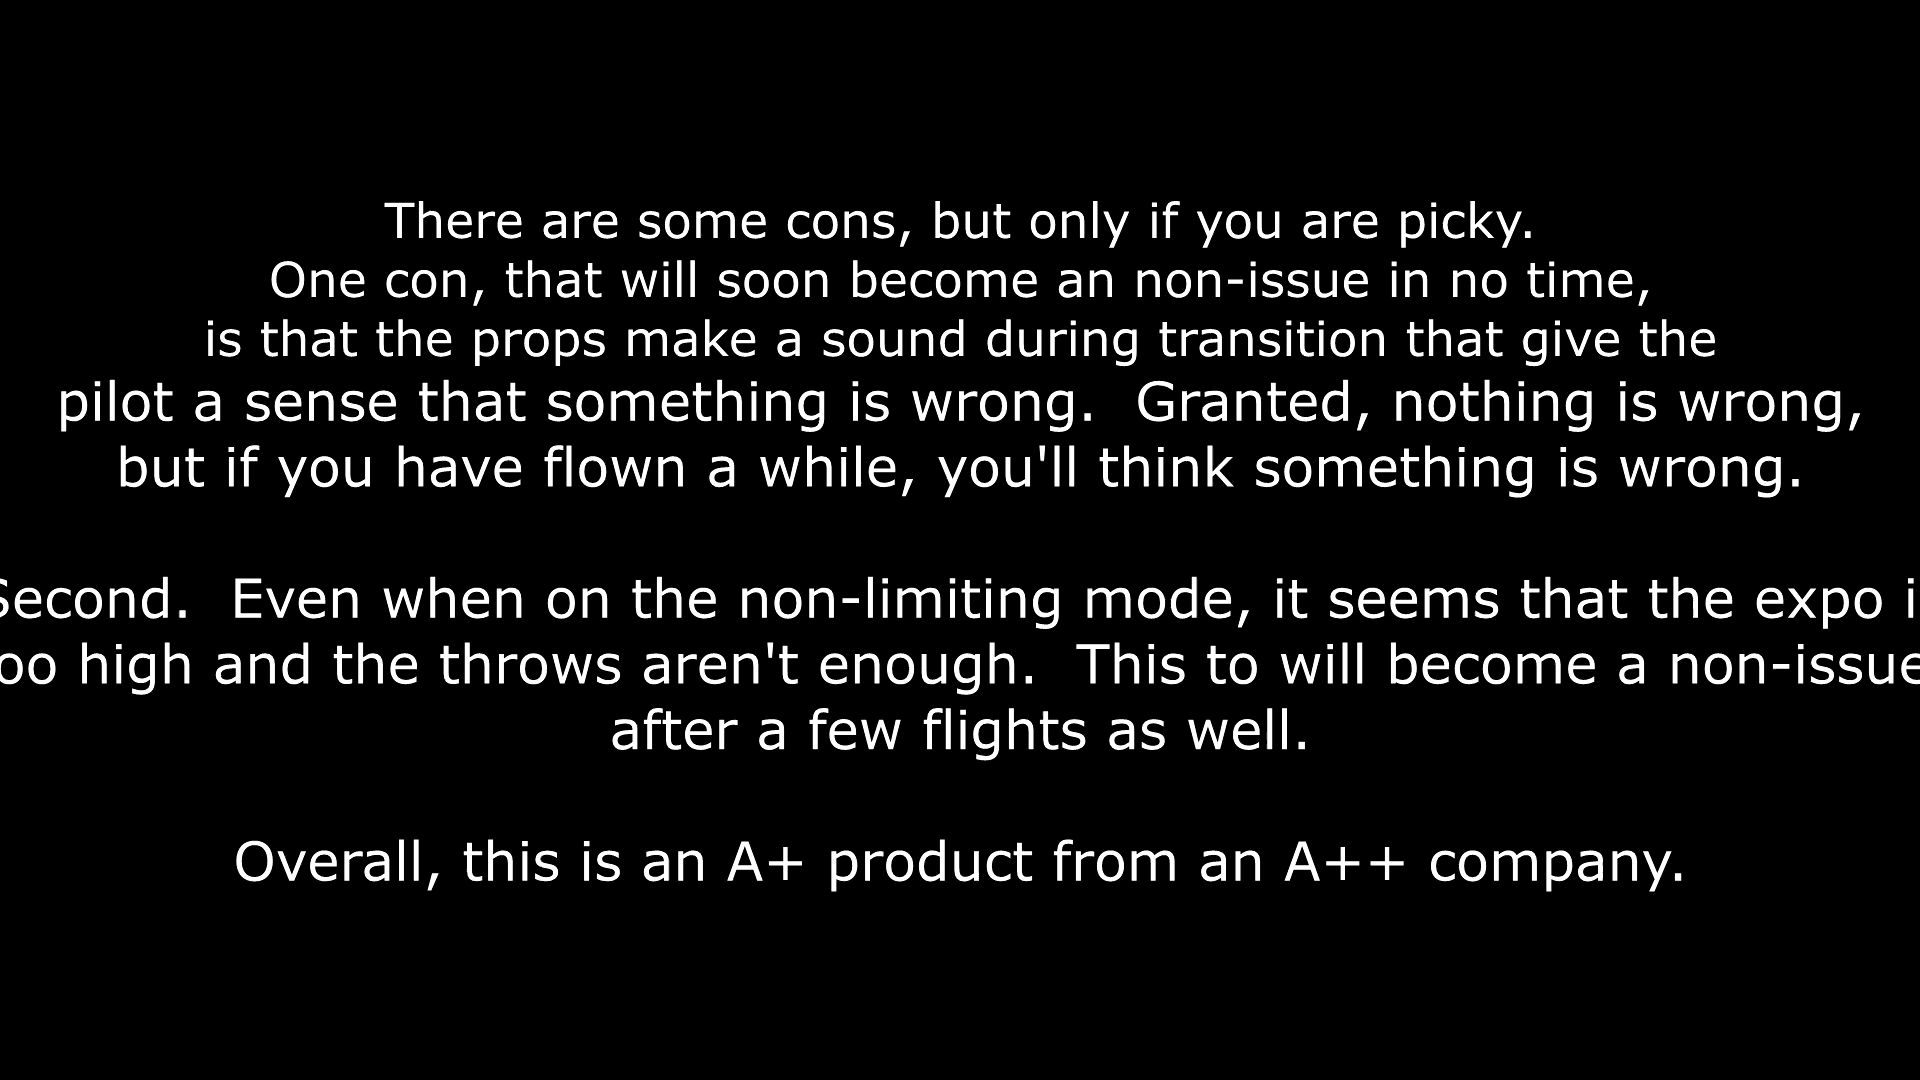 There are some cons, but only if you are picky.
One con, that will soon become an non-issue in no time,
is that the props make a sound during transition that give the
pilot a sense that something is wrong.  Granted, nothing is wrong,
but if you have flown a while, you'll think something is wrong.
Second.  Even when on the non-limiting mode, it seems that the expo i
oo high and the throws aren't enough.  This to will become a non-issue
after a few flights as well.
Overall, this is an A+ product from an A++ company.